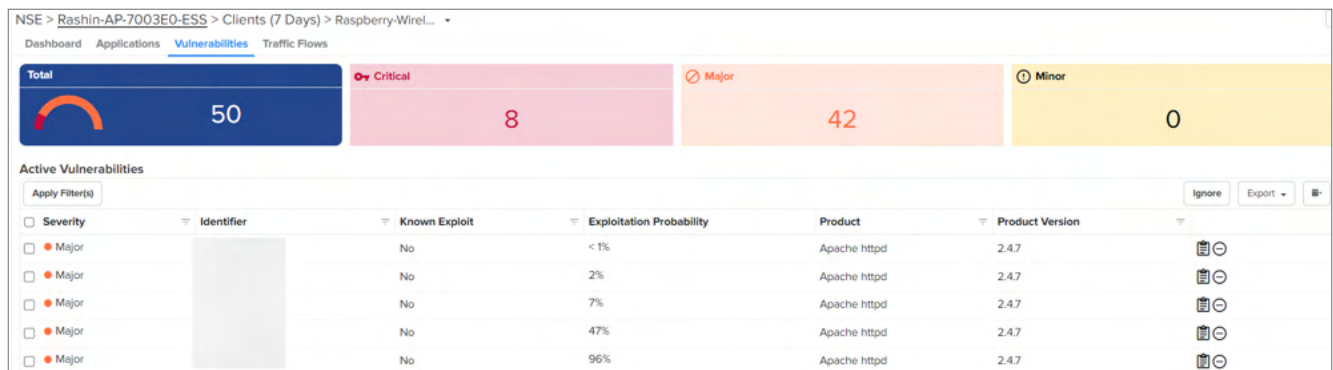 NSE > Rashin-AP-7003E0-ESS > Clients (7 Days) > Raspberry-Wirel...
Dashboard Applications Vulnerabilities Traffic Flows
Total Critical Major Minor
50 8 42 0
Active Vulnerabilities
Apply Filter(s) Ignore Export
Severity Identifier Known Exploit Exploitation Probability Product Product Version
Major No < 1% Apache httpd 2.4.7
Major No 2% Apache httpd 2.4.7
Major No 7% Apache httpd 2.4.7
Major No 47% Apache httpd 2.4.7
Major No 96% Apache httpd 2.4.7